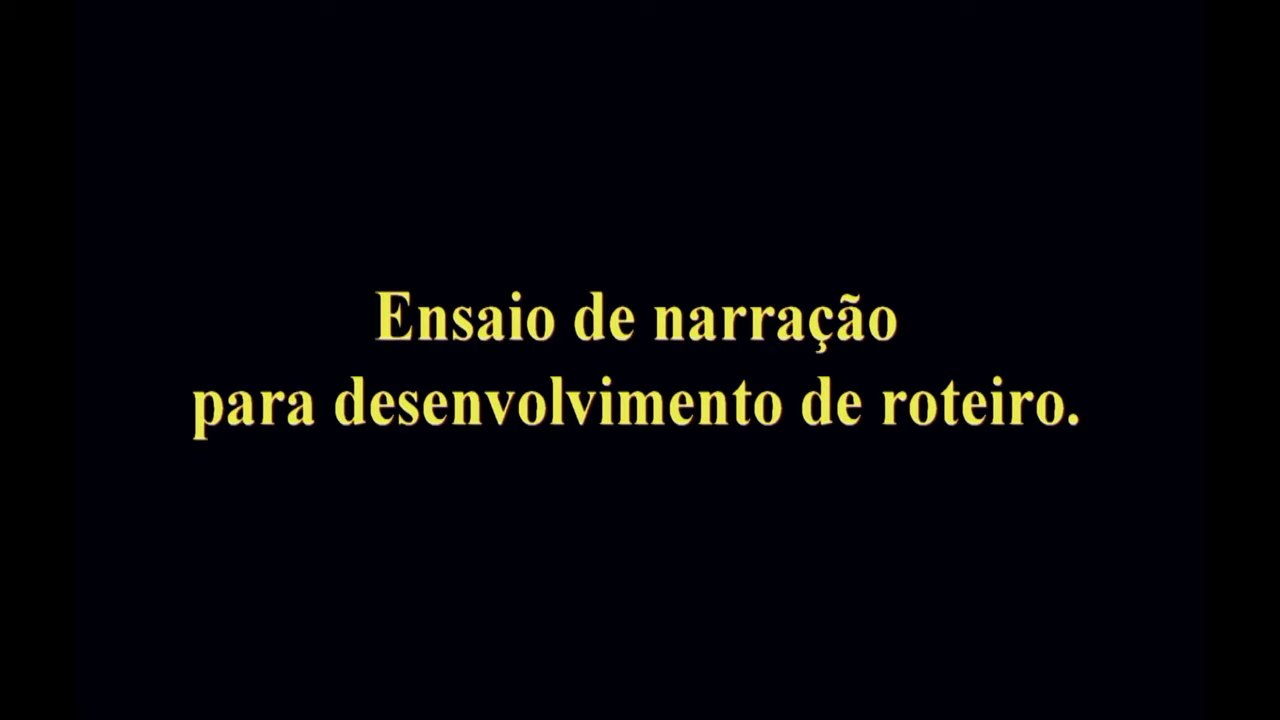 Ensaio de narração
para desenvolvimento de roteiro.